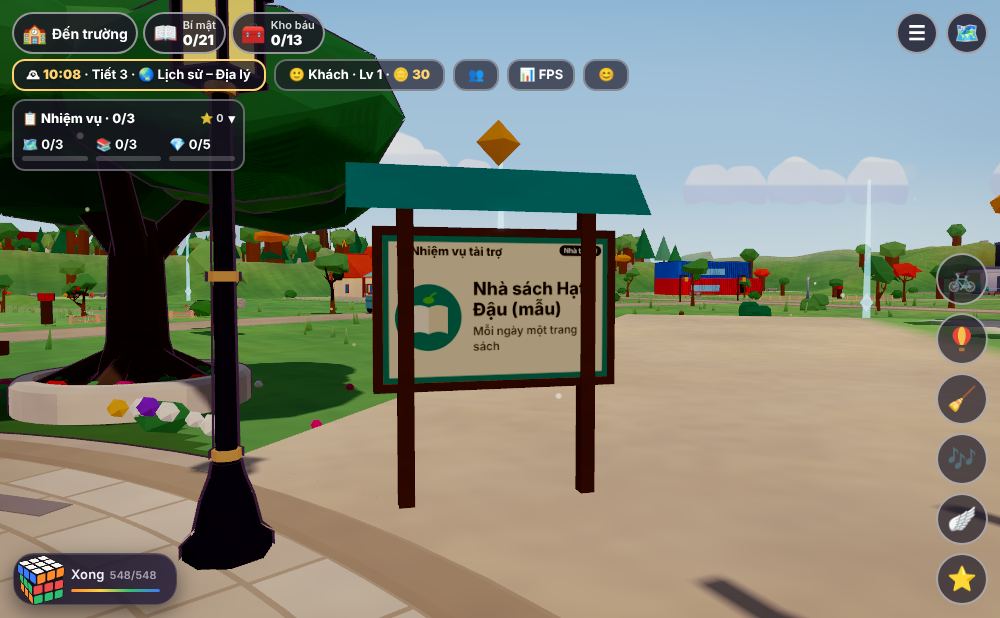 Đến trường
Bí mật
0/21
Kho báu
0/13
10:08 · Tiết 3 · Lịch sử – Địa lý
Khách · Lv 1 · 30
FPS
Nhiệm vụ · 0/3
0 ▾
0/3
0/3
0/5
Nhiệm vụ tài trợ
Nhà
Nhà sách Hạt
Đậu (mẫu)
Mỗi ngày một trang
sách
Xong 548/548